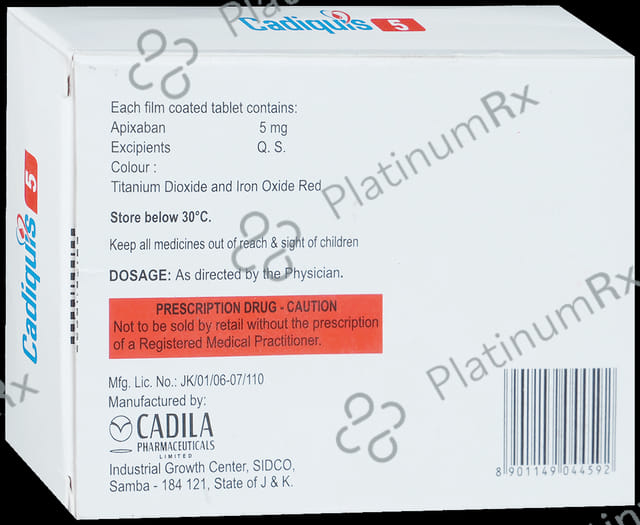 Cadiquis 5
Each film coated tablet contains:
Apixaban 5 mg
Excipients Q. S.
Colour :
Titanium Dioxide and Iron Oxide Red
Store below 30°C.
Keep all medicines out of reach & sight of children
DOSAGE: As directed by the Physician.
PRESCRIPTION DRUG - CAUTION
Not to be sold by retail without the prescription
of a Registered Medical Practitioner.
Mfg. Lic. No.: JK/01/06-07/110
Manufactured by:
CADILA
PHARMACEUTICALS
LIMITED
Industrial Growth Center, SIDCO,
Samba - 184 121, State of J & K.
8 901149 044592
Cadiquis 5
PlatinumRx
PlatinumRx
Rx